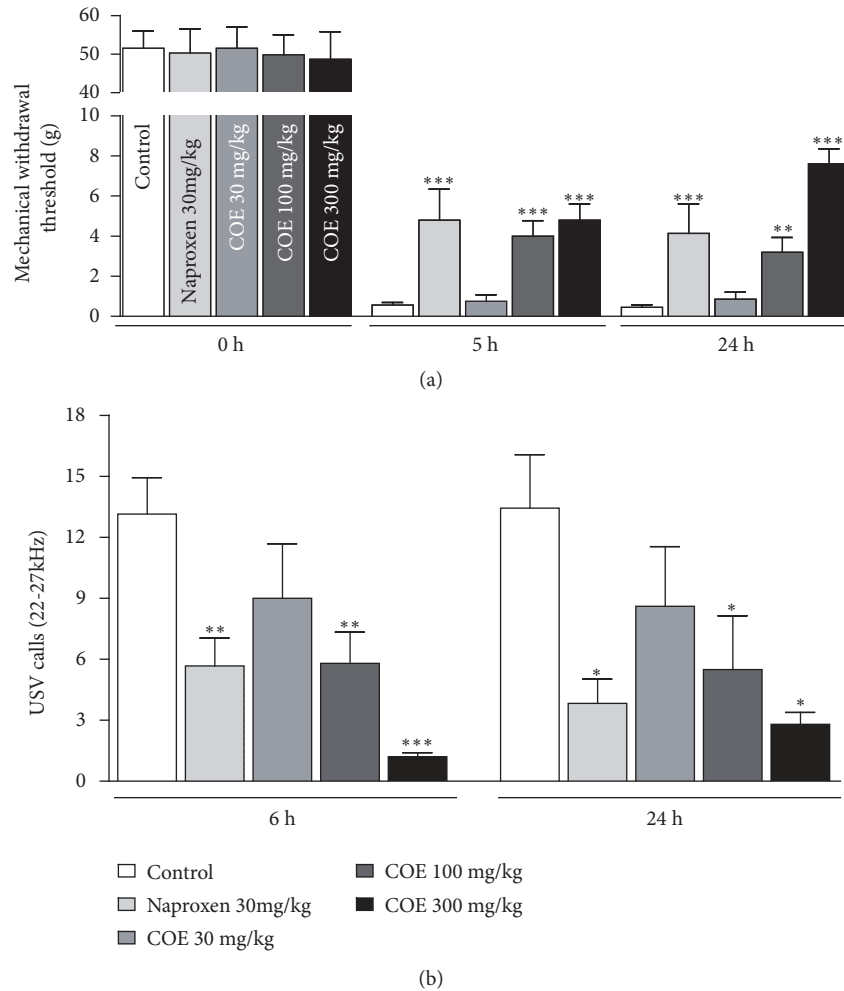 Mechanical withdrawal
threshold (g)
60
50
40
10
8
6
4
2
0
Control
Naproxen 30mg/kg
COE 30 mg/kg
COE 100 mg/kg
COE 300 mg/kg
***
***
***
***
**
***
0 h
5 h
24 h
(a)
USV calls (22-27kHz)
18
15
12
9
6
3
0
**
**
***
*
*
*
6 h
24 h
Control
Naproxen 30mg/kg
COE 30 mg/kg
COE 100 mg/kg
COE 300 mg/kg
(b)